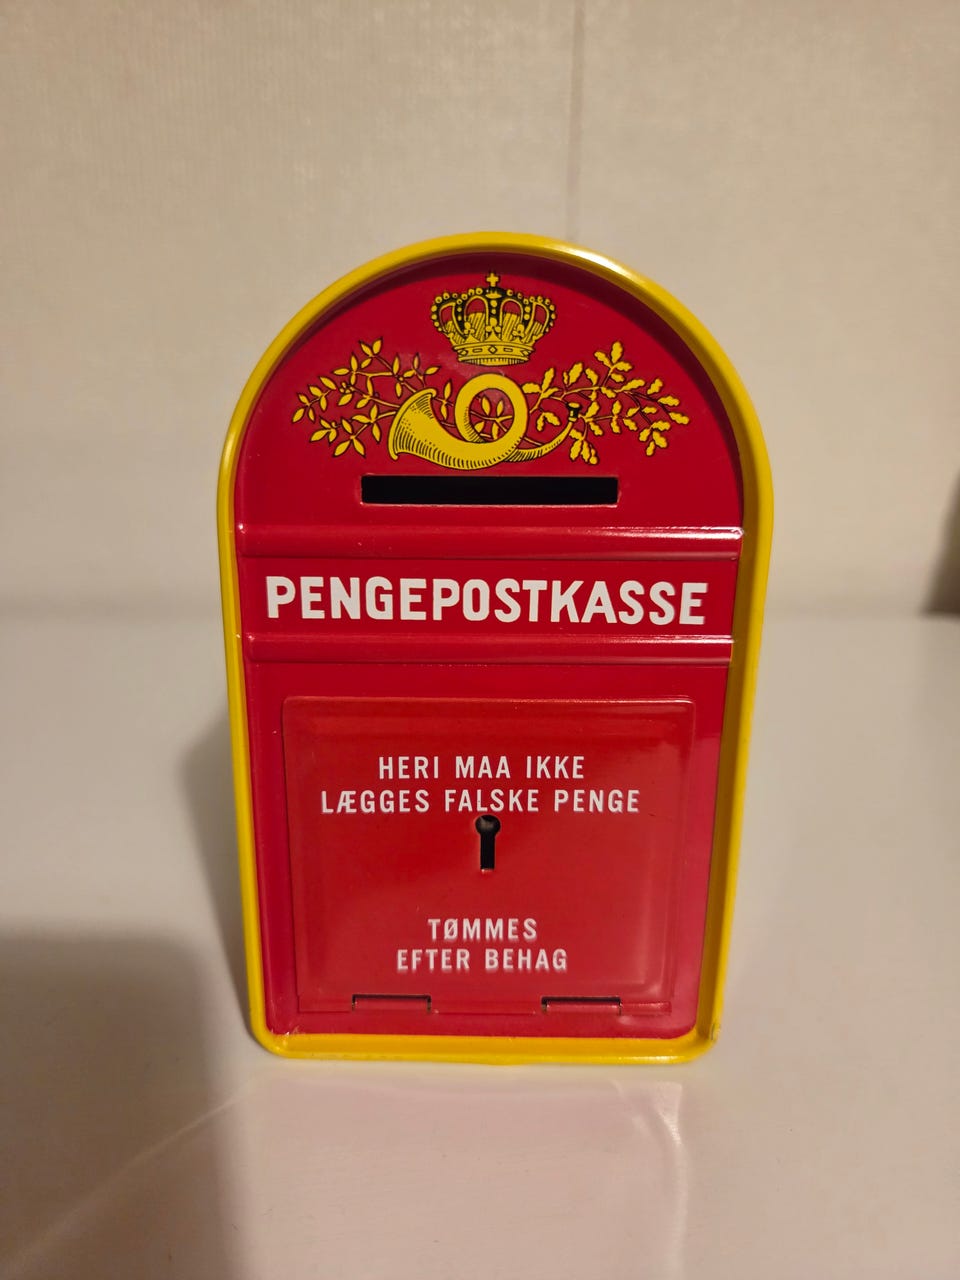 PENGEPOSTKASSE
HERI MAA IKKE
LÆGGES FALSKE PENGE
TØMMES
EFTER BEHAG